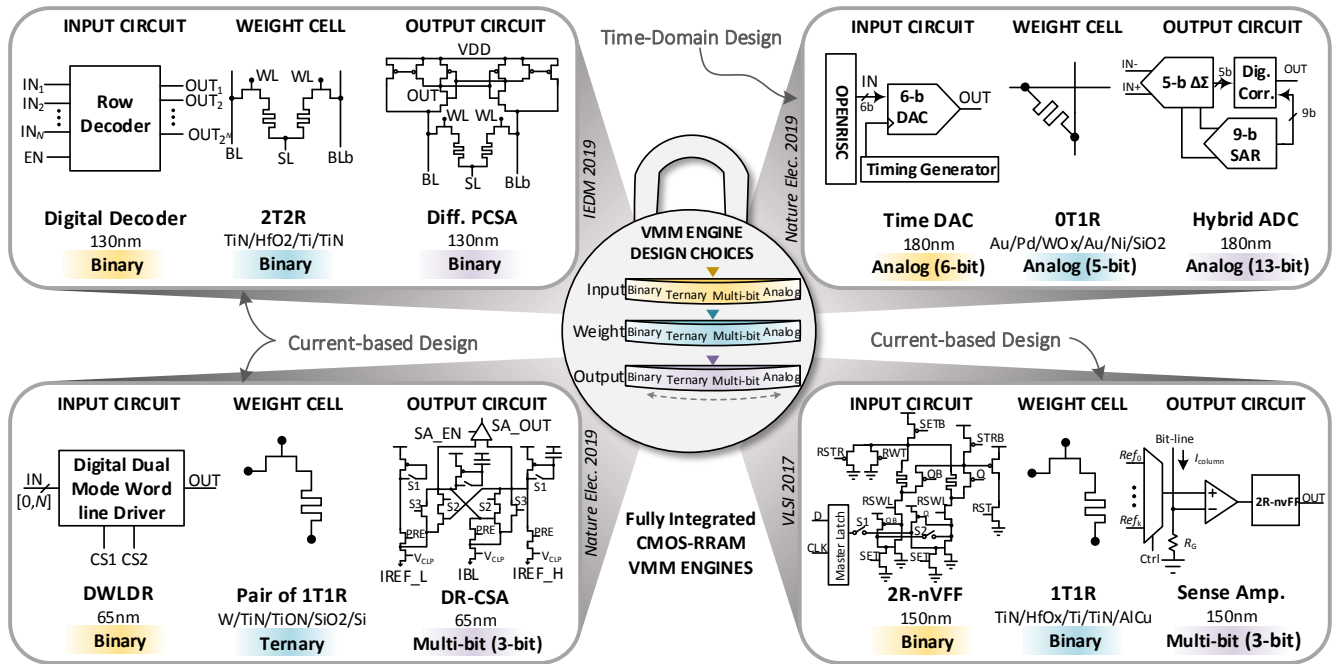 INPUT CIRCUIT
WEIGHT CELL
OUTPUT CIRCUIT
IN1
IN2
INN
EN
Row
Decoder
OUT1
OUT2
OUT2N
WL
WL
BL
SL
BLb
VDD
OUT
WL
WL
BL
SL
BLb
Digital Decoder
130nm
Binary
2T2R
TiN/HfO2/Ti/TiN
Binary
Diff. PCSA
130nm
Binary
IEDM 2019
Time-Domain Design
Nature Elec. 2019
INPUT CIRCUIT
WEIGHT CELL
OUTPUT CIRCUIT
OPENRISC
IN
6b
6-b
DAC
OUT
Timing Generator
IN-
IN+
5-b ΔΣ
5b
Dig.
Corr.
OUT
9b
9-b
SAR
Time DAC
180nm
Analog (6-bit)
0T1R
Au/Pd/WOx/Au/Ni/SiO2
Analog (5-bit)
Hybrid ADC
180nm
Analog (13-bit)
VMM ENGINE
DESIGN CHOICES
Input
Binary Ternary Multi-bit Analog
Weight
Binary Ternary Multi-bit Analog
Output
Binary Ternary Multi-bit Analog
Fully Integrated
CMOS-RRAM
VMM ENGINES
Current-based Design
Current-based Design
INPUT CIRCUIT
WEIGHT CELL
OUTPUT CIRCUIT
IN
[0,N]
Digital Dual
Mode Word
line Driver
OUT
CS1 CS2
SA_EN
SA_OUT
S1
S1
S3
S2
S2
S3
PRE
PRE
PRE
VCLP
VCLP
VCLP
IREF_L
IBL
IREF_H
DWLDR
65nm
Binary
Pair of 1T1R
W/TiN/TiON/SiO2/Si
Ternary
DR-CSA
65nm
Multi-bit (3-bit)
Nature Elec. 2019
VLSI 2017
INPUT CIRCUIT
WEIGHT CELL
OUTPUT CIRCUIT
SETB
STRB
RSTR
RWT
QB
Q
RSWL
RSWL
RST
D
CLK
Master Latch
S1
QB
S2
Q
SET
SET
Ref0
Refk
Ctrl
Bit-line
Icolumn
RG
2R-nvFF
OUT
2R-nVFF
150nm
Binary
1T1R
TiN/HfOx/Ti/TiN/AlCu
Binary
Sense Amp.
150nm
Multi-bit (3-bit)